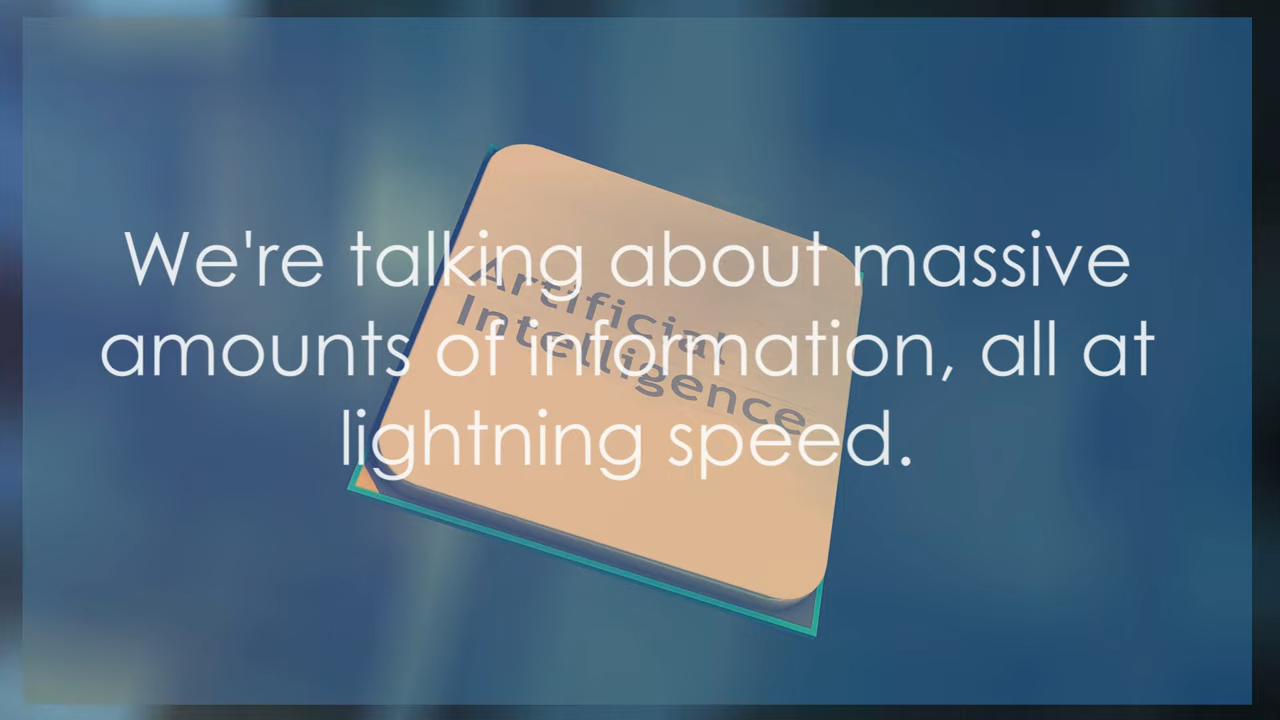 We're talking about massive
amounts of information, all at
lightning speed.
Artificial
Intelligence